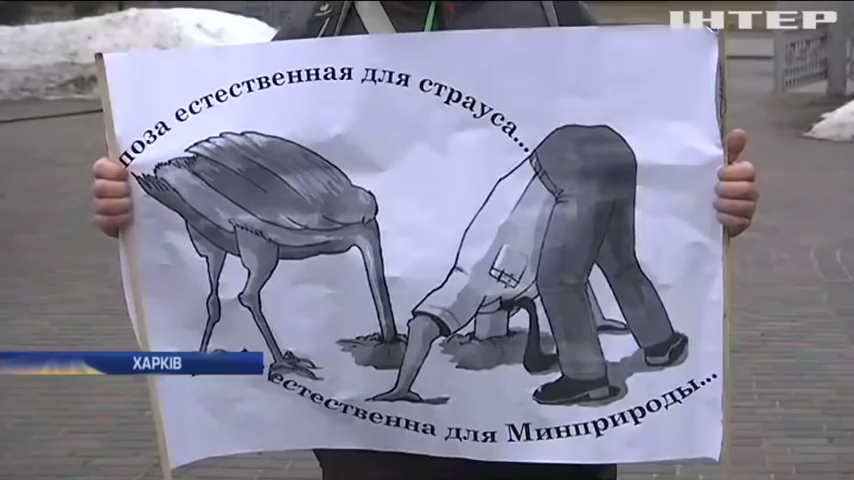 ІНТЕР
поза естественная для страуса...
ХАРКІВ
естественна для Минприроды...